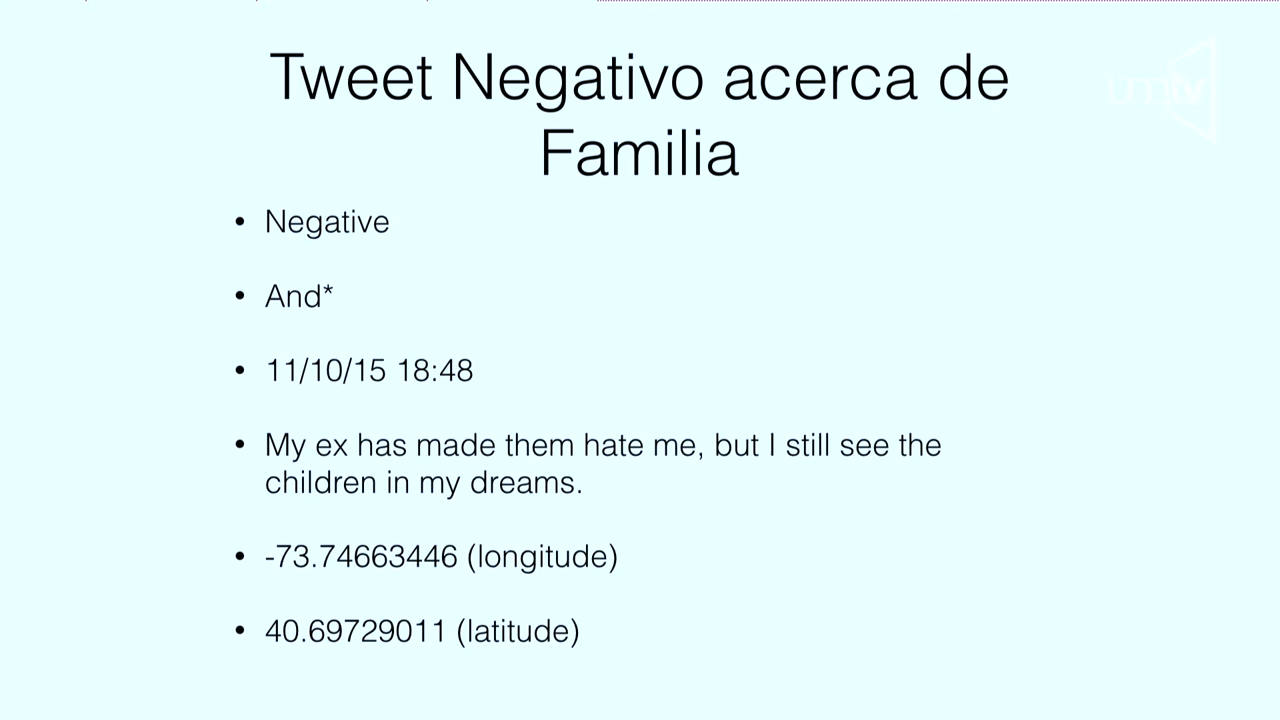 Tweet Negativo acerca de
Familia
• Negative
• And*
• 11/10/15 18:48
• My ex has made them hate me, but I still see the
children in my dreams.
• -73.74663446 (longitude)
• 40.69729011 (latitude)
umtv